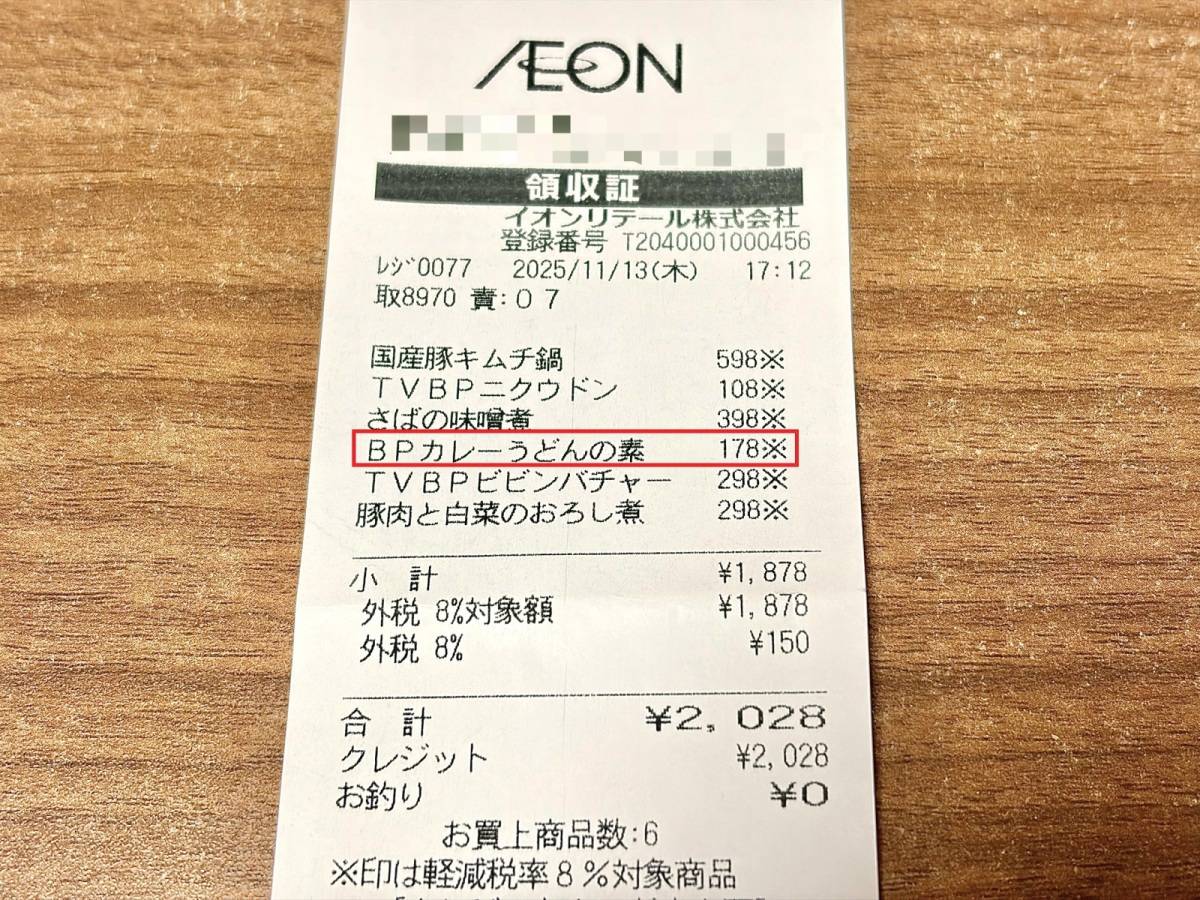 ÆON
領収証
イオンリテール株式会社
登録番号 T2040001000456
ﾚｼﾞ0077 2025/11/13(木) 17:12
取8970 責:07
国産豚キムチ鍋 598※
TVBPニクウドン 108※
さばの味噌煮 398※
BPカレーうどんの素 178※
TVBPビビンバチャー 298※
豚肉と白菜のおろし煮 298※
小 計 ¥1,878
外税 8%対象額 ¥1,878
外税 8% ¥150
合 計 ¥2,028
クレジット ¥2,028
お釣り ¥0
お買上商品数:6
※印は軽減税率8%対象商品